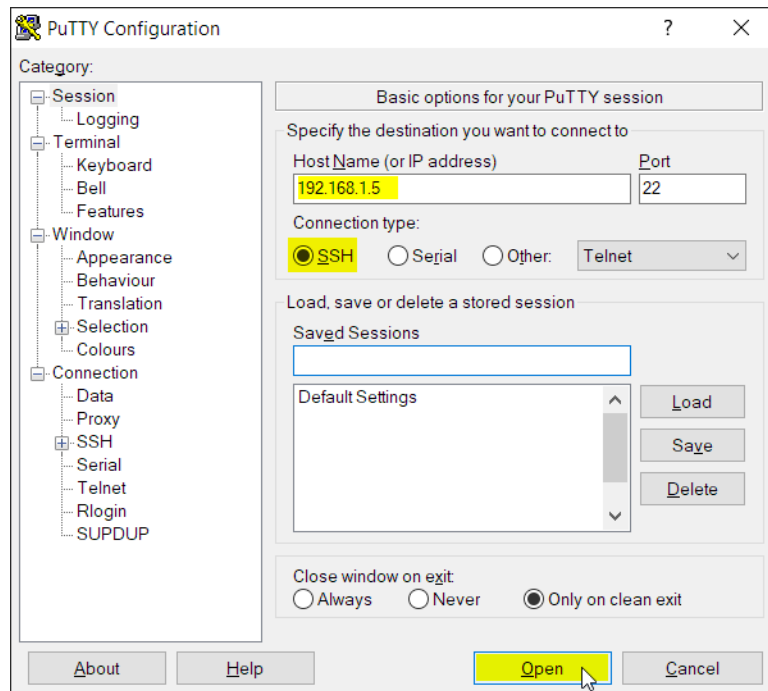 PuTTY Configuration
?
Category:
Session
Logging
Terminal
Keyboard
Bell
Features
Window
Appearance
Behaviour
Translation
Selection
Colours
Connection
Data
Proxy
SSH
Serial
Telnet
Rlogin
SUPDUP
Basic options for your PuTTY session
Specify the destination you want to connect to
Host Name (or IP address) Port
192.168.1.5 22
Connection type:
SSH Serial Other: Telnet
Load, save or delete a stored session
Saved Sessions
Default Settings
Load
Save
Delete
Close window on exit:
Always Never Only on clean exit
About Help Open Cancel